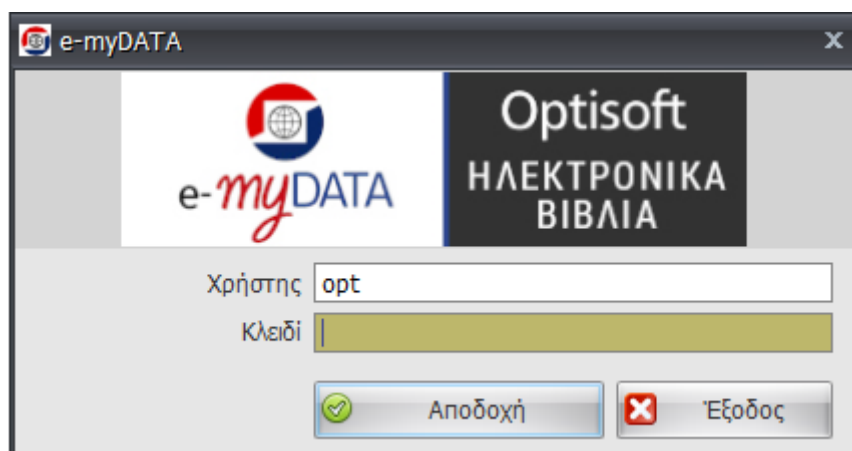 e-myDATA
e-myDATA
Optisoft
ΗΛΕΚΤΡΟΝΙΚΑ
ΒΙΒΛΙΑ
Χρήστης opt
Κλειδί
Αποδοχή Έξοδος